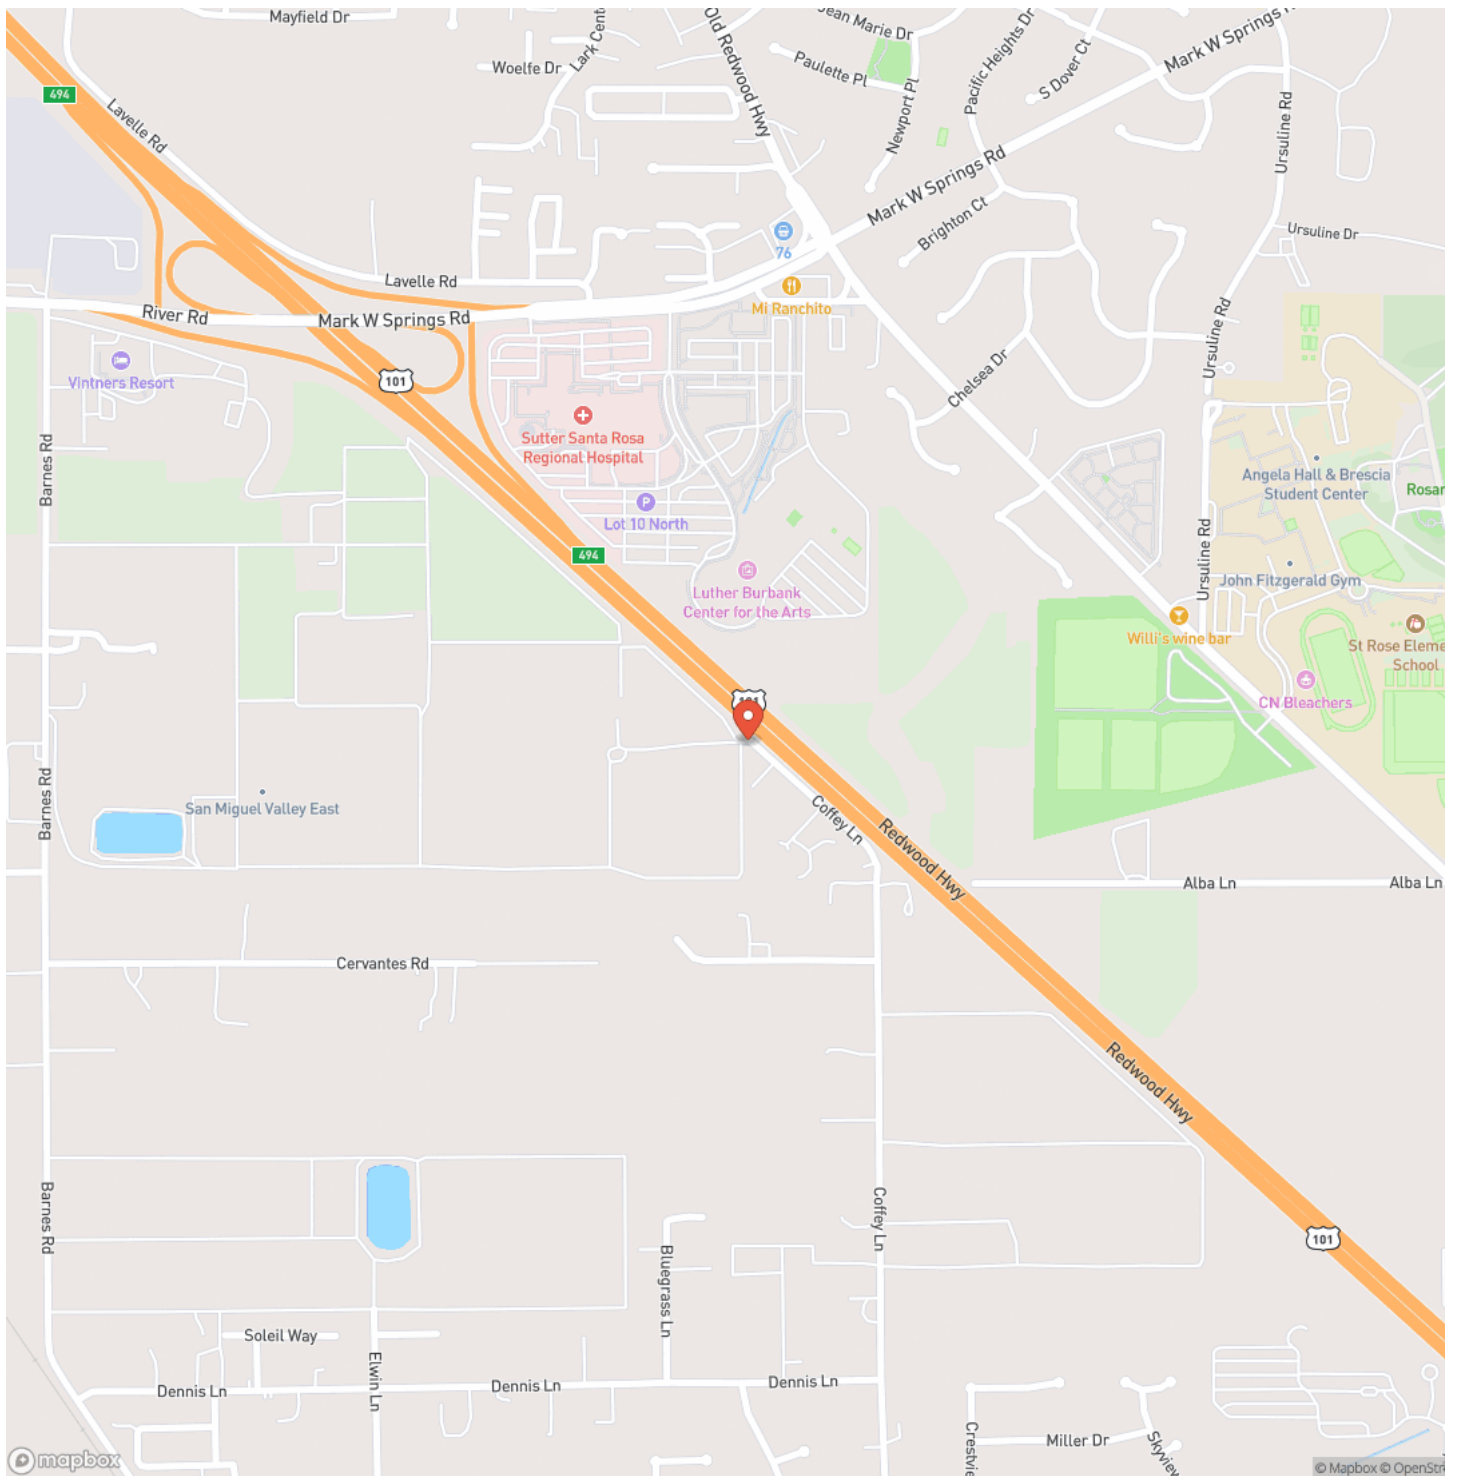 Mayfield Dr
Old Redwood Hwy
Jean Marie Dr
Pacific Heights Dr
Mark W Springs R
Lark Cent
Woelfe Dr
Paulette Pl
S Dover Ct
494
Lavelle Rd
Newport Pl
Ursuline Rd
Mark W Springs Rd
Brighton Ct
Ursuline Dr
76
Lavelle Rd
Mi Ranchito
River Rd
Mark W Springs Rd
Ursuline Rd
Vintners Resort
101
Chelsea Dr
Sutter Santa Rosa
Regional Hospital
Barnes Rd
Angela Hall & Brescia
Student Center
Rosar
P
Lot 10 North
494
Ursuline Rd
Luther Burbank
Center for the Arts
John Fitzgerald Gym
Willi's wine bar
St Rose Eleme
School
101
CN Bleachers
Barnes Rd
San Miguel Valley East
Coffey Ln
Redwood Hwy
Alba Ln
Alba Ln
Cervantes Rd
Redwood Hwy
Barnes Rd
Coffey Ln
101
Bluegrass Ln
Soleil Way
Elwin Ln
Dennis Ln
Dennis Ln
Dennis Ln
Crestvie
Miller Dr
Skyview
mapbox
© Mapbox © OpenStr